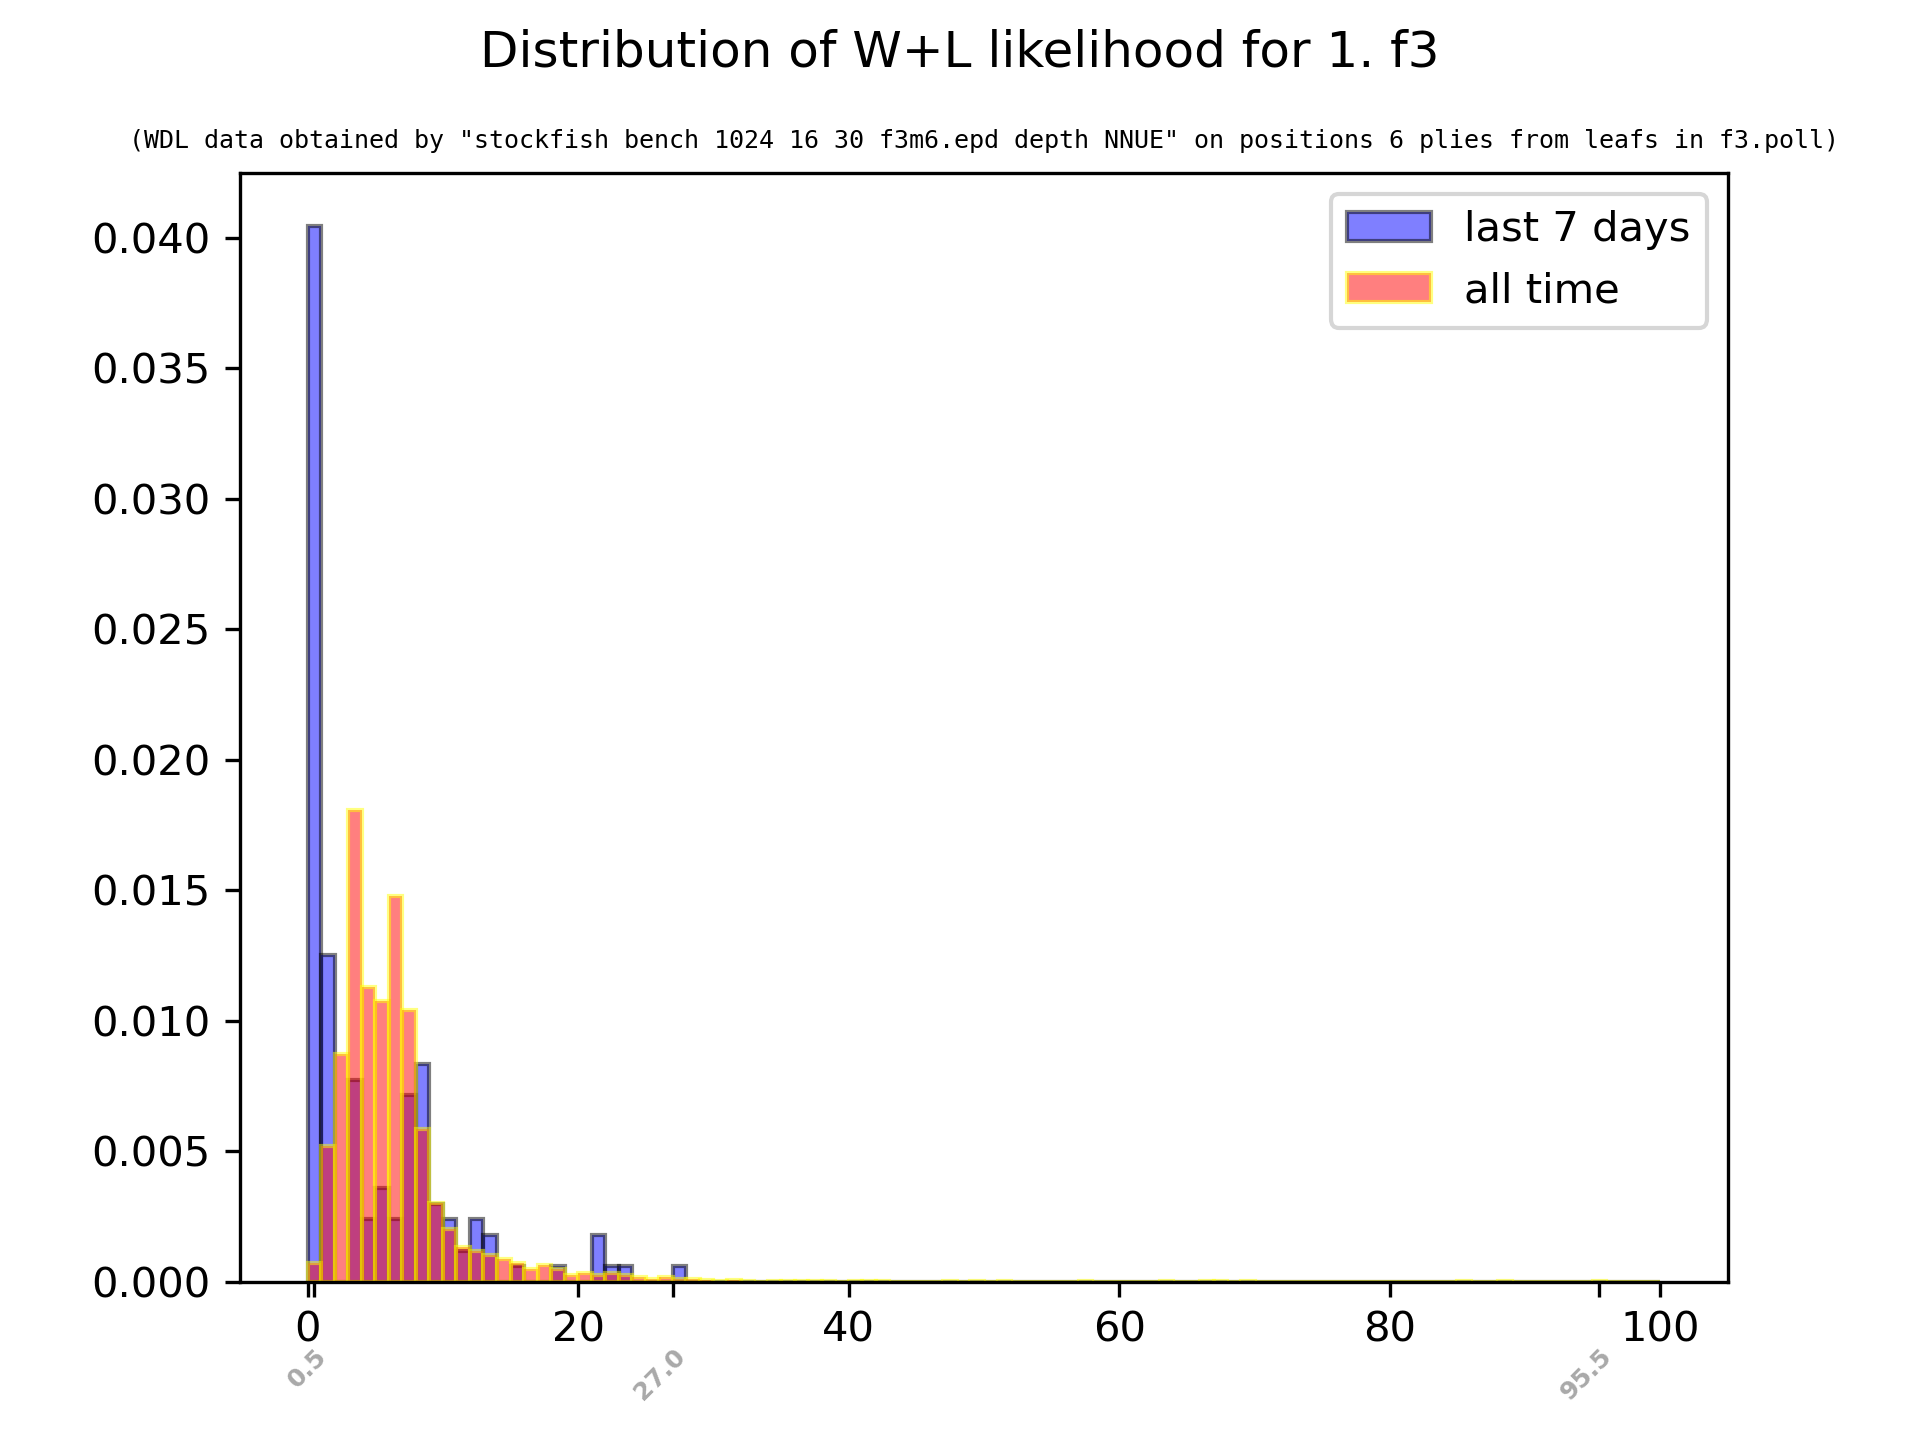 Distribution of W+L likelihood for 1. f3
(WDL data obtained by "stockfish bench 1024 16 30 f3m6.epd depth NNUE" on positions 6 plies from leafs in f3.poll)
last 7 days
all time
0.040
0.035
0.030
0.025
0.020
0.015
0.010
0.005
0.000
0 20 40 60 80 100
0.5 27.0 95.5